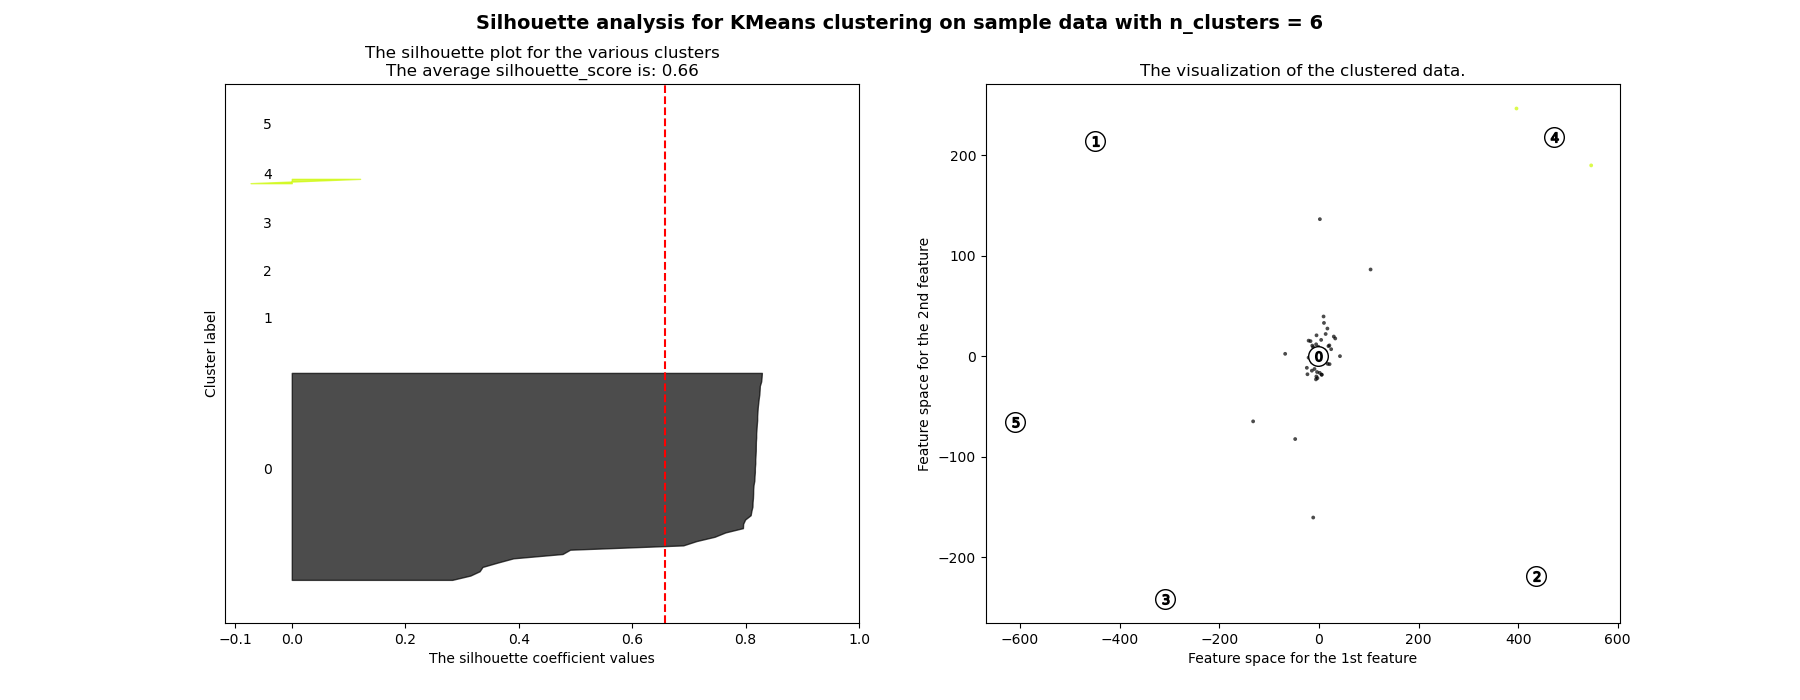 Silhouette analysis for KMeans clustering on sample data with n_clusters = 6
The silhouette plot for the various clusters
The average silhouette_score is: 0.66
5
4
3
2
1
0
Cluster label
−0.1 0.0 0.2 0.4 0.6 0.8 1.0
The silhouette coefficient values
The visualization of the clustered data.
200
100
0
−100
−200
Feature space for the 2nd feature
1
4
0
5
2
3
−600 −400 −200 0 200 400 600
Feature space for the 1st feature